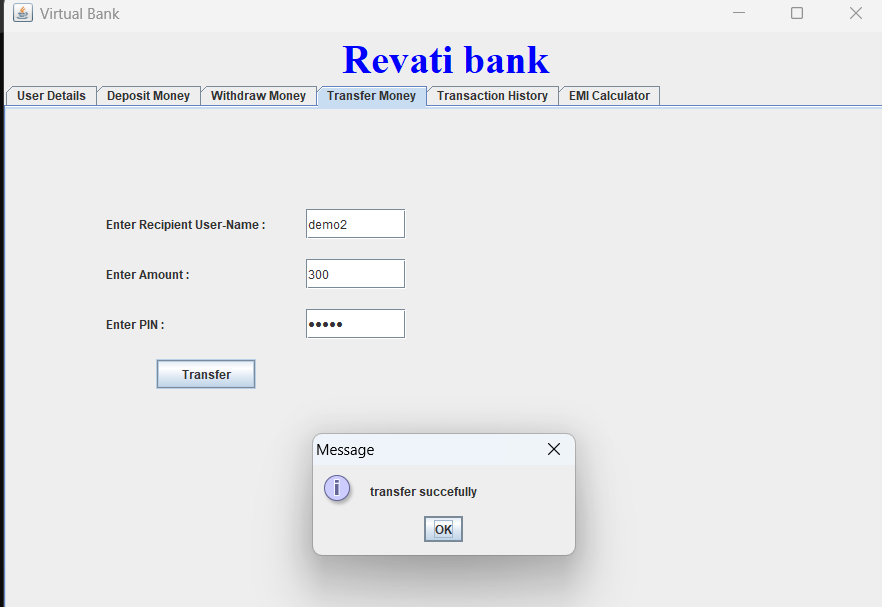 Virtual Bank
Revati bank
User Details Deposit Money Withdraw Money Transfer Money Transaction History EMI Calculator
Enter Recipient User-Name : demo2
Enter Amount : 300
Enter PIN : •••••
Transfer
Message
transfer succefully
OK